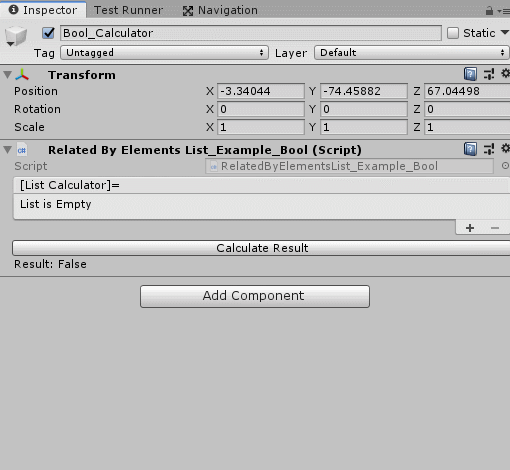 Inspector Test Runner Navigation
Bool_Calculator Static
Tag Untagged Layer Default
Transform
Position X -3.34044 Y -74.45882 Z 67.04498
Rotation X 0 Y 0 Z 0
Scale X 1 Y 1 Z 1
Related By Elements List_Example_Bool (Script)
Script RelatedByElementsList_Example_Bool
[List Calculator]=
List is Empty
+ −
Calculate Result
Result: False
Add Component